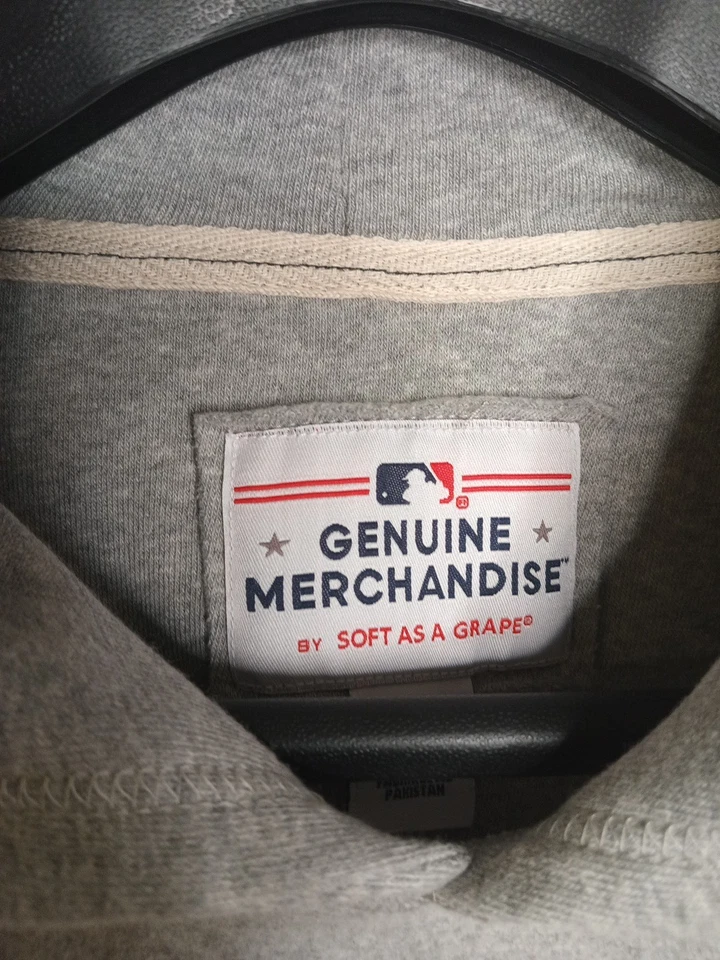 GENUINE
MERCHANDISE™
BY SOFT AS A GRAPE®
PAKISTAN